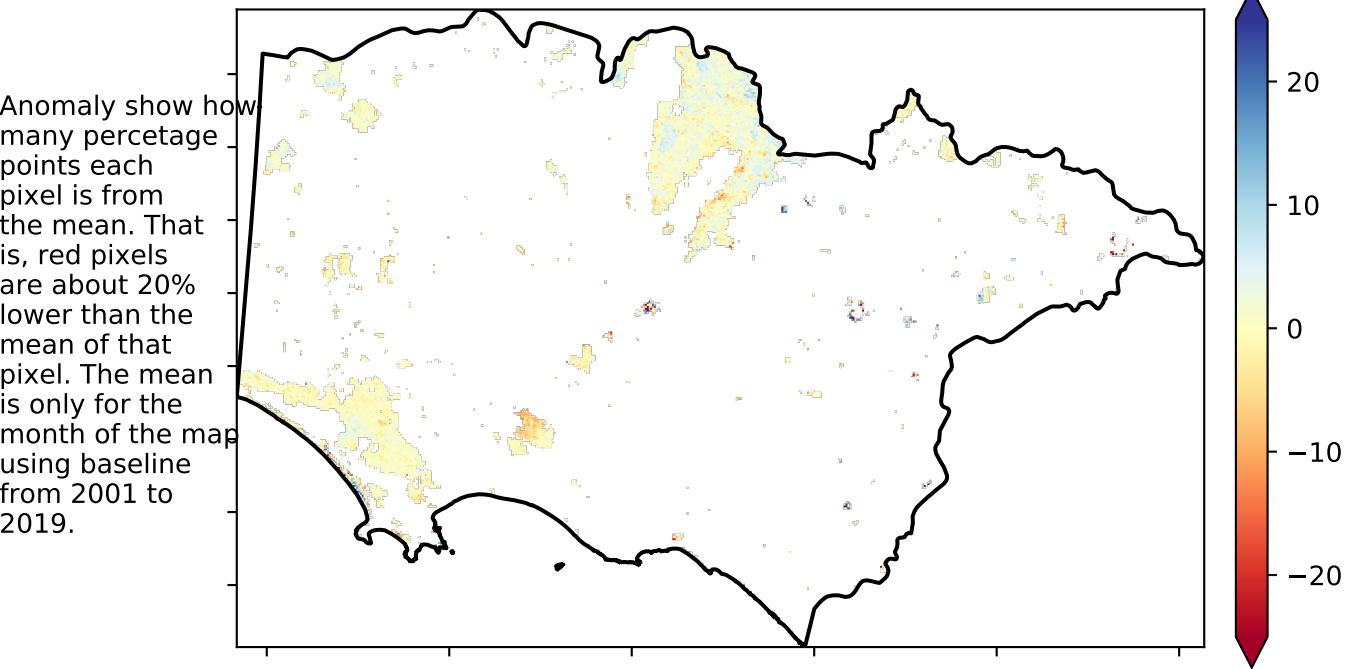 Anomaly show how
many percetage
points each
pixel is from
the mean. That
is, red pixels
are about 20%
lower than the
mean of that
pixel. The mean
is only for the
month of the map
using baseline
from 2001 to
2019.
20
10
0
−10
−20